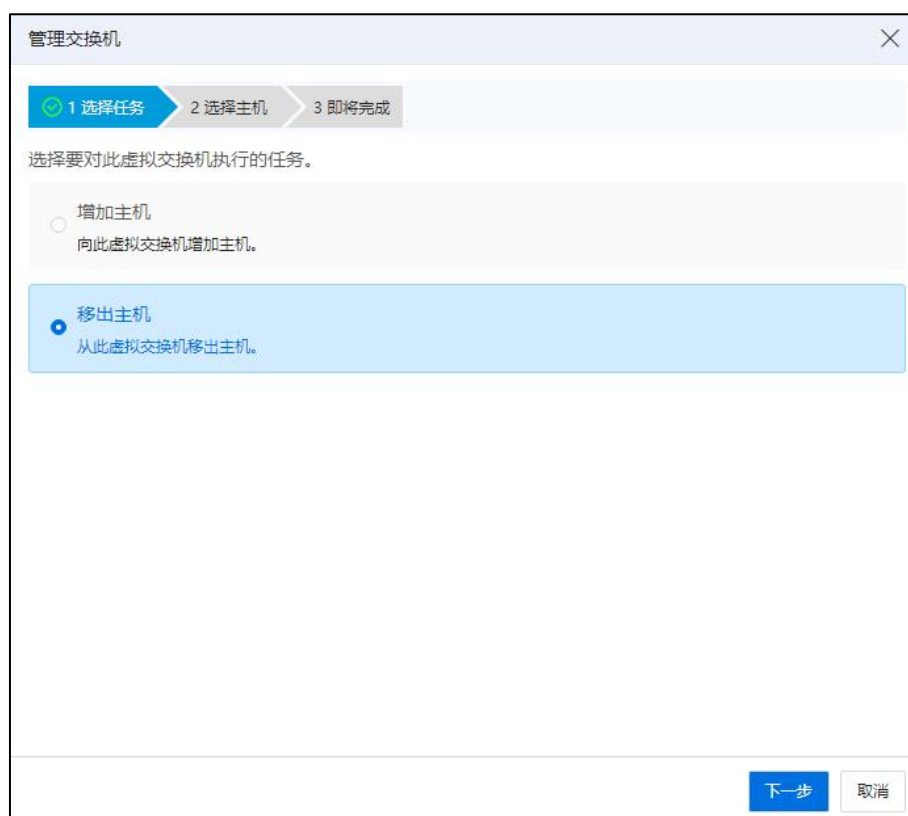 管理交换机
1 选择任务 2 选择主机 3 即将完成
选择要对此虚拟交换机执行的任务。
增加主机
向此虚拟交换机增加主机。
移出主机
从此虚拟交换机移出主机。
下一步 取消